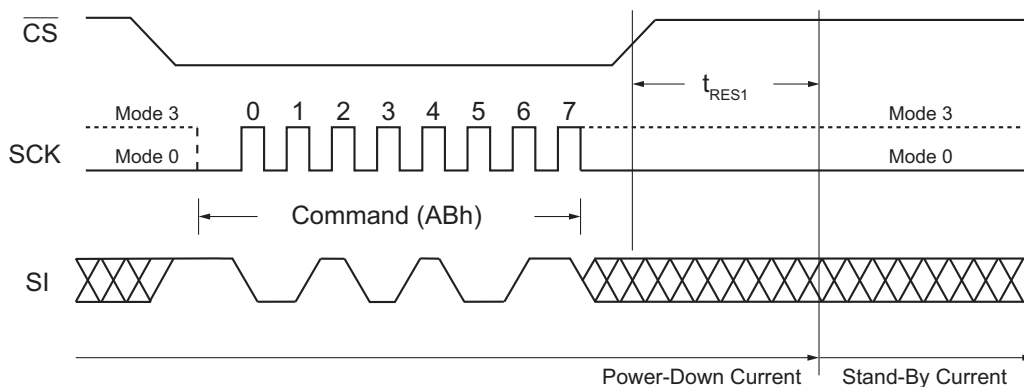 CS
t RES1
Mode 3 0 1 2 3 4 5 6 7 Mode 3
SCK
Mode 0 Mode 0
Command (ABh)
SI
Power-Down Current Stand-By Current